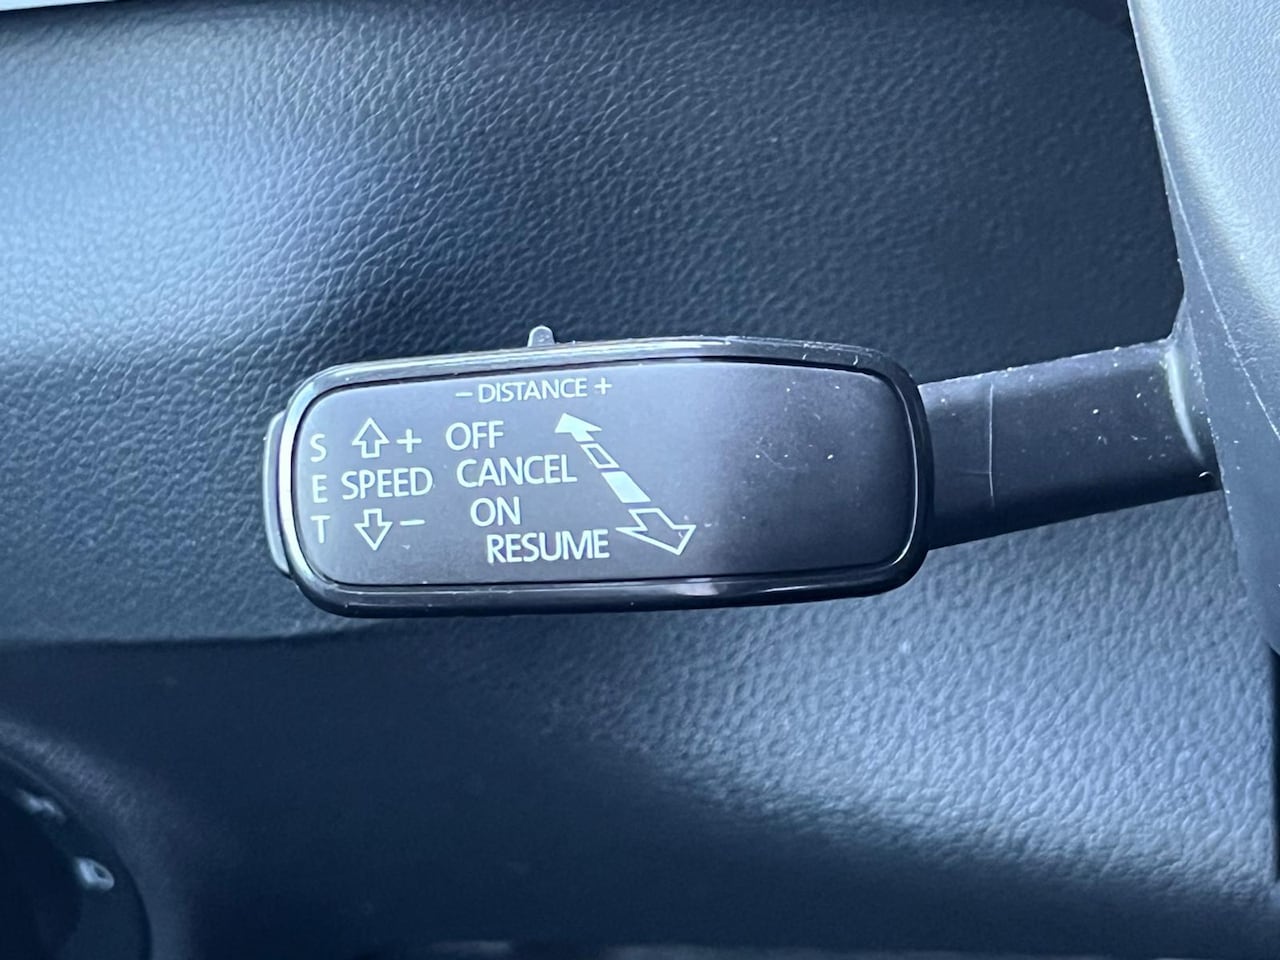 − DISTANCE +
S
E
T
+
SPEED
−
OFF
CANCEL
ON
RESUME